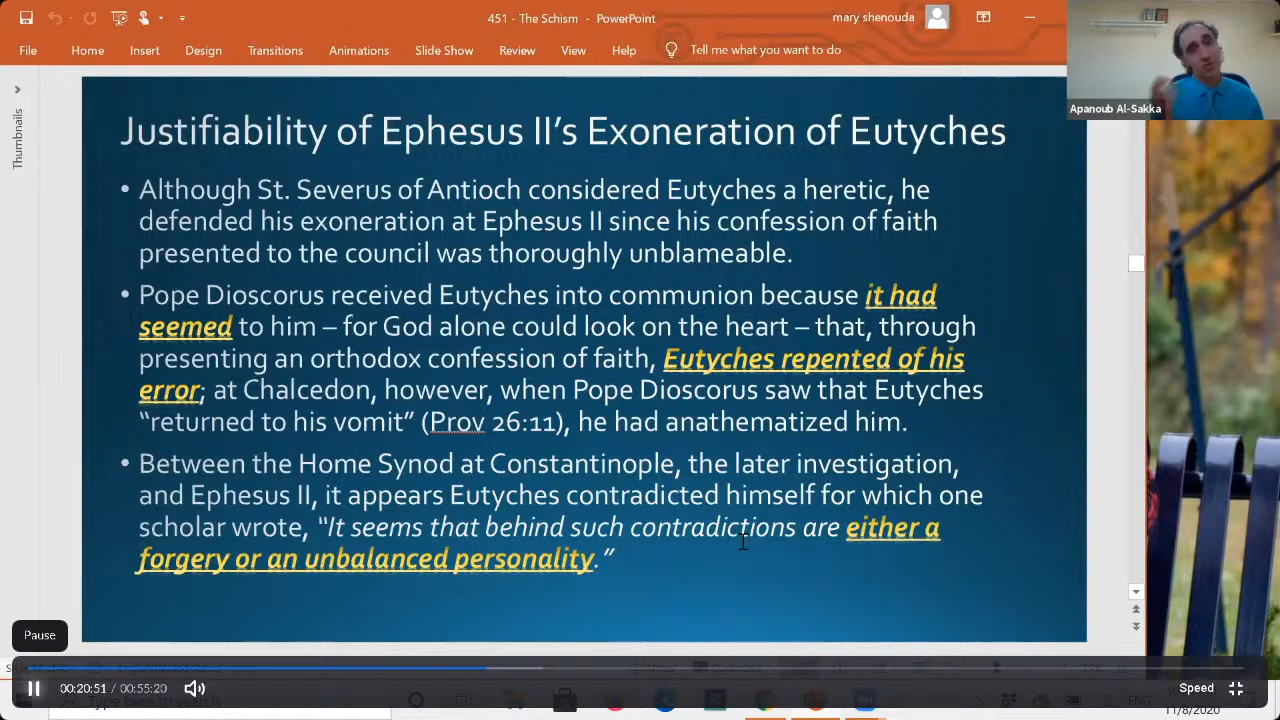 451 - The Schism - PowerPoint
mary shenouda
File Home Insert Design Transitions Animations Slide Show Review View Help Tell me what you want to do
Apanoub Al-Sakka
Thumbnails
Justifiability of Ephesus II’s Exoneration of Eutyches
• Although St. Severus of Antioch considered Eutyches a heretic, he
defended his exoneration at Ephesus II since his confession of faith
presented to the council was thoroughly unblameable.
• Pope Dioscorus received Eutyches into communion because it had
seemed to him – for God alone could look on the heart – that, through
presenting an orthodox confession of faith, Eutyches repented of his
error; at Chalcedon, however, when Pope Dioscorus saw that Eutyches
“returned to his vomit” (Prov 26:11), he had anathematized him.
• Between the Home Synod at Constantinople, the later investigation,
and Ephesus II, it appears Eutyches contradicted himself for which one
scholar wrote, “It seems that behind such contradictions are either a
forgery or an unbalanced personality.”
Pause
00:20:51 / 00:55:20
Speed
Type here to search
ENG
11/8/2020